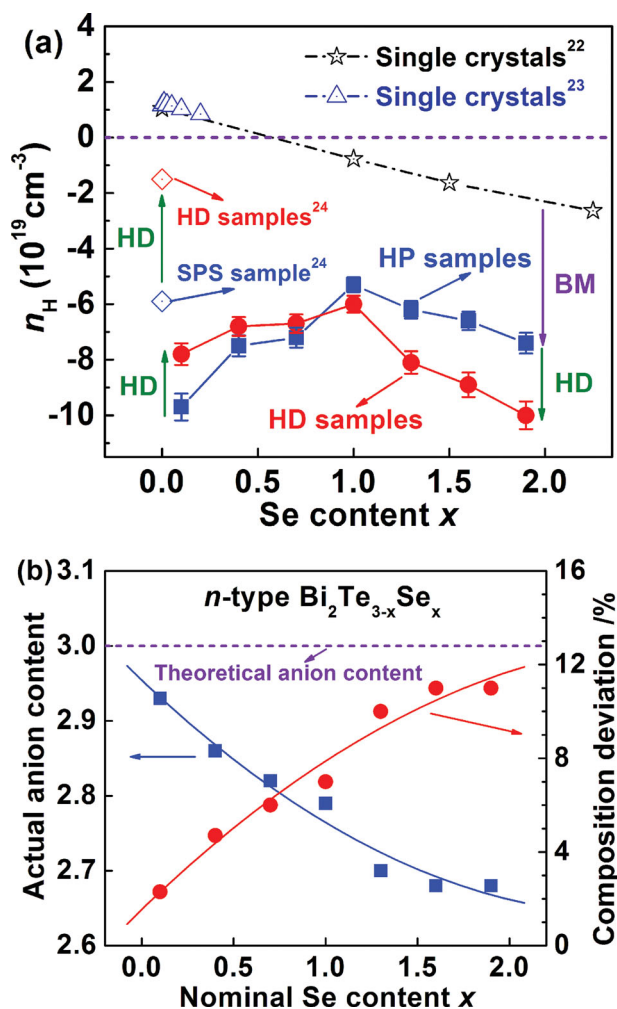 (a)
4
2
0
-2
-4
-6
-8
-10
n_H (10^19 cm^-3)
Single crystals^22
Single crystals^23
HD samples^24
HD
SPS sample^24
HP samples
BM
HD
HD samples
HD
0.0 0.5 1.0 1.5 2.0
Se content x
(b)
3.1
3.0
2.9
2.8
2.7
2.6
Actual anion content
n-type Bi₂Te₃₋ₓSeₓ
Theoretical anion content
16
12
8
4
0
Composition deviation /%
0.0 0.5 1.0 1.5 2.0
Nominal Se content x